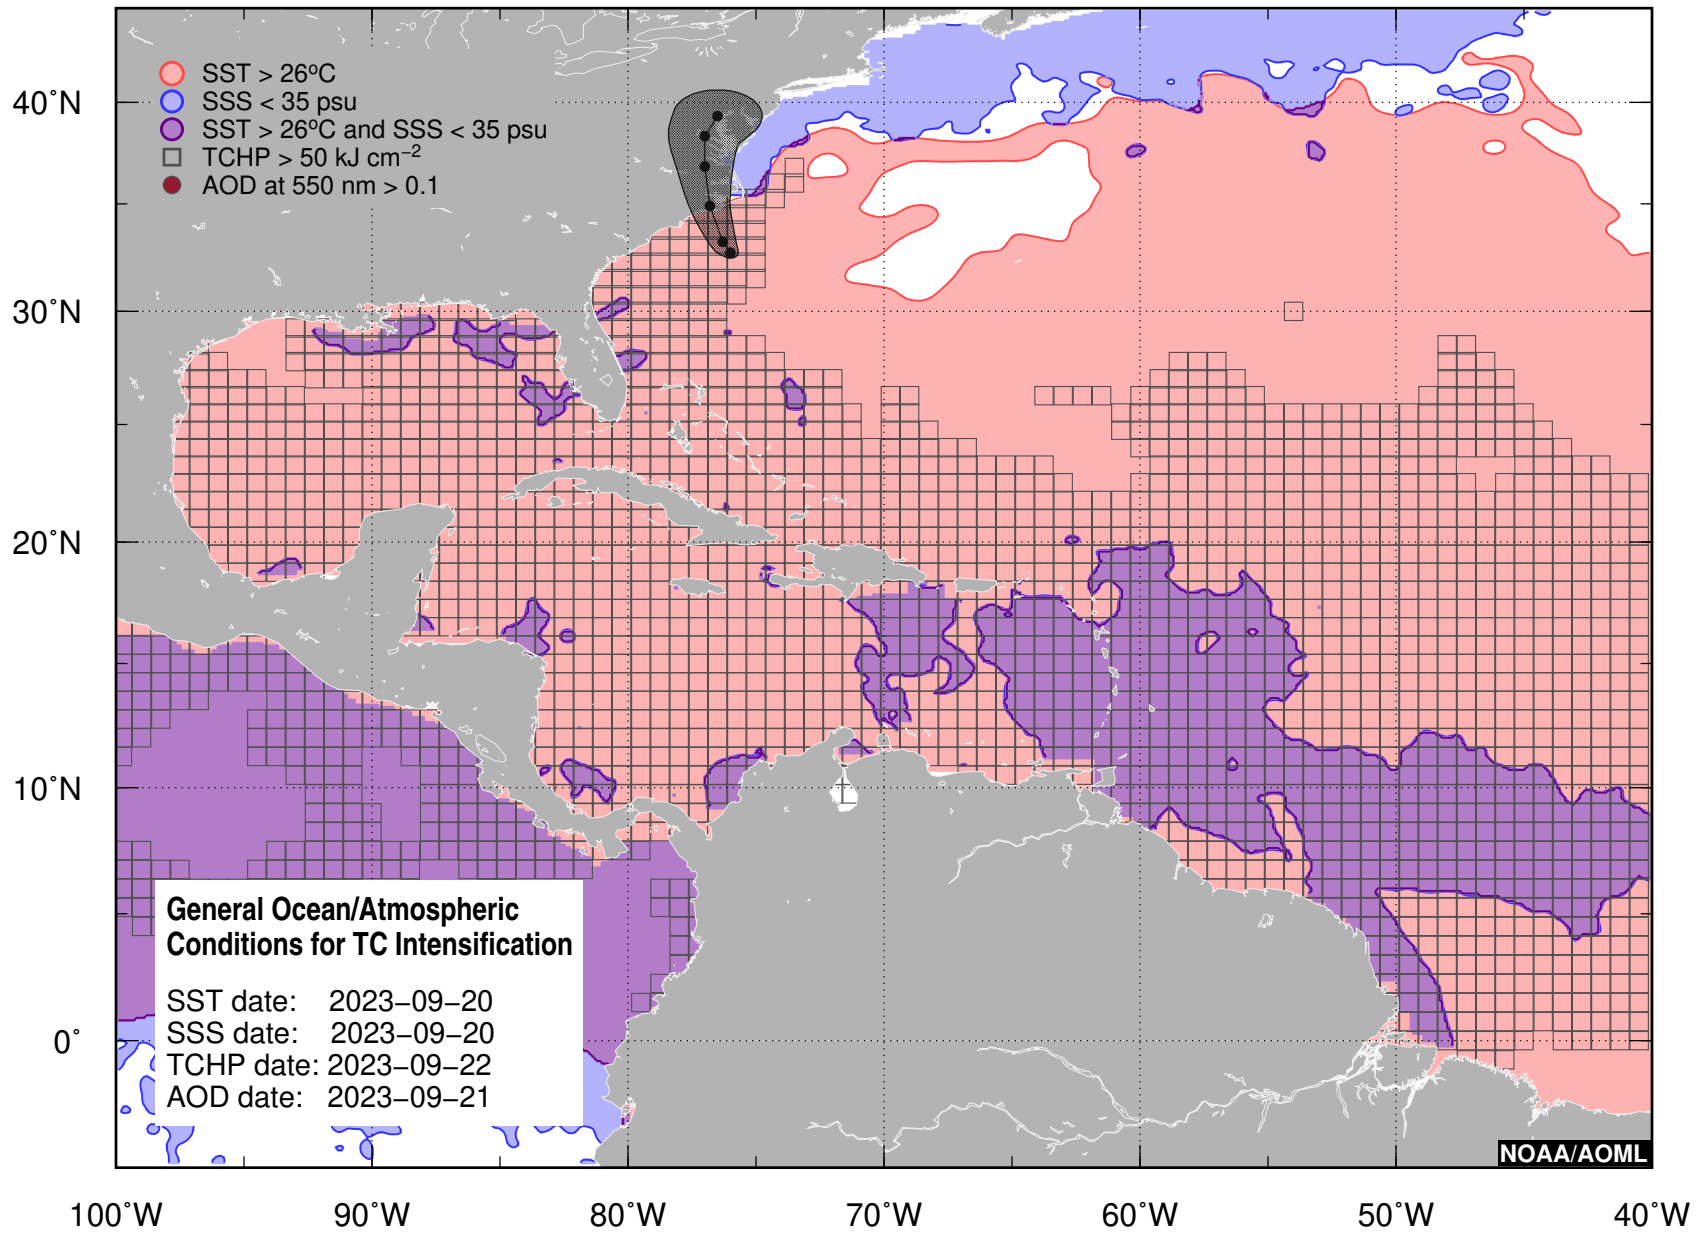 SST > 26ºC
SSS < 35 psu
SST > 26ºC and SSS < 35 psu
TCHP > 50 kJ cm⁻²
AOD at 550 nm > 0.1
40˚N
30˚N
20˚N
10˚N
0˚
General Ocean/Atmospheric
Conditions for TC Intensification
SST date: 2023−09−20
SSS date: 2023−09−20
TCHP date: 2023−09−22
AOD date: 2023−09−21
NOAA/AOML
100˚W 90˚W 80˚W 70˚W 60˚W 50˚W 40˚W